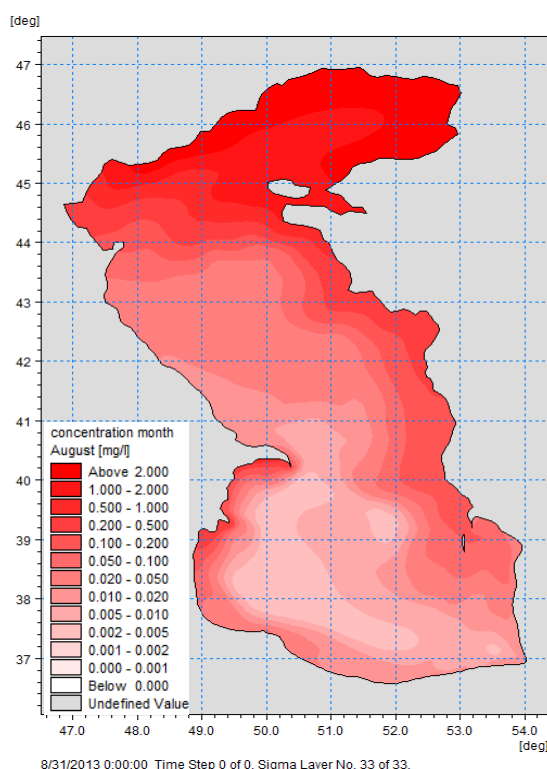 [deg]
47
46
45
44
43
42
41
40
39
38
37
concentration month
August [mg/l]
Above 2.000
1.000 - 2.000
0.500 - 1.000
0.200 - 0.500
0.100 - 0.200
0.050 - 0.100
0.020 - 0.050
0.010 - 0.020
0.005 - 0.010
0.002 - 0.005
0.001 - 0.002
0.000 - 0.001
Below 0.000
Undefined Value
47.0 48.0 49.0 50.0 51.0 52.0 53.0 54.0
[deg]
8/31/2013 0:00:00 Time Step 0 of 0. Sigma Layer No. 33 of 33.